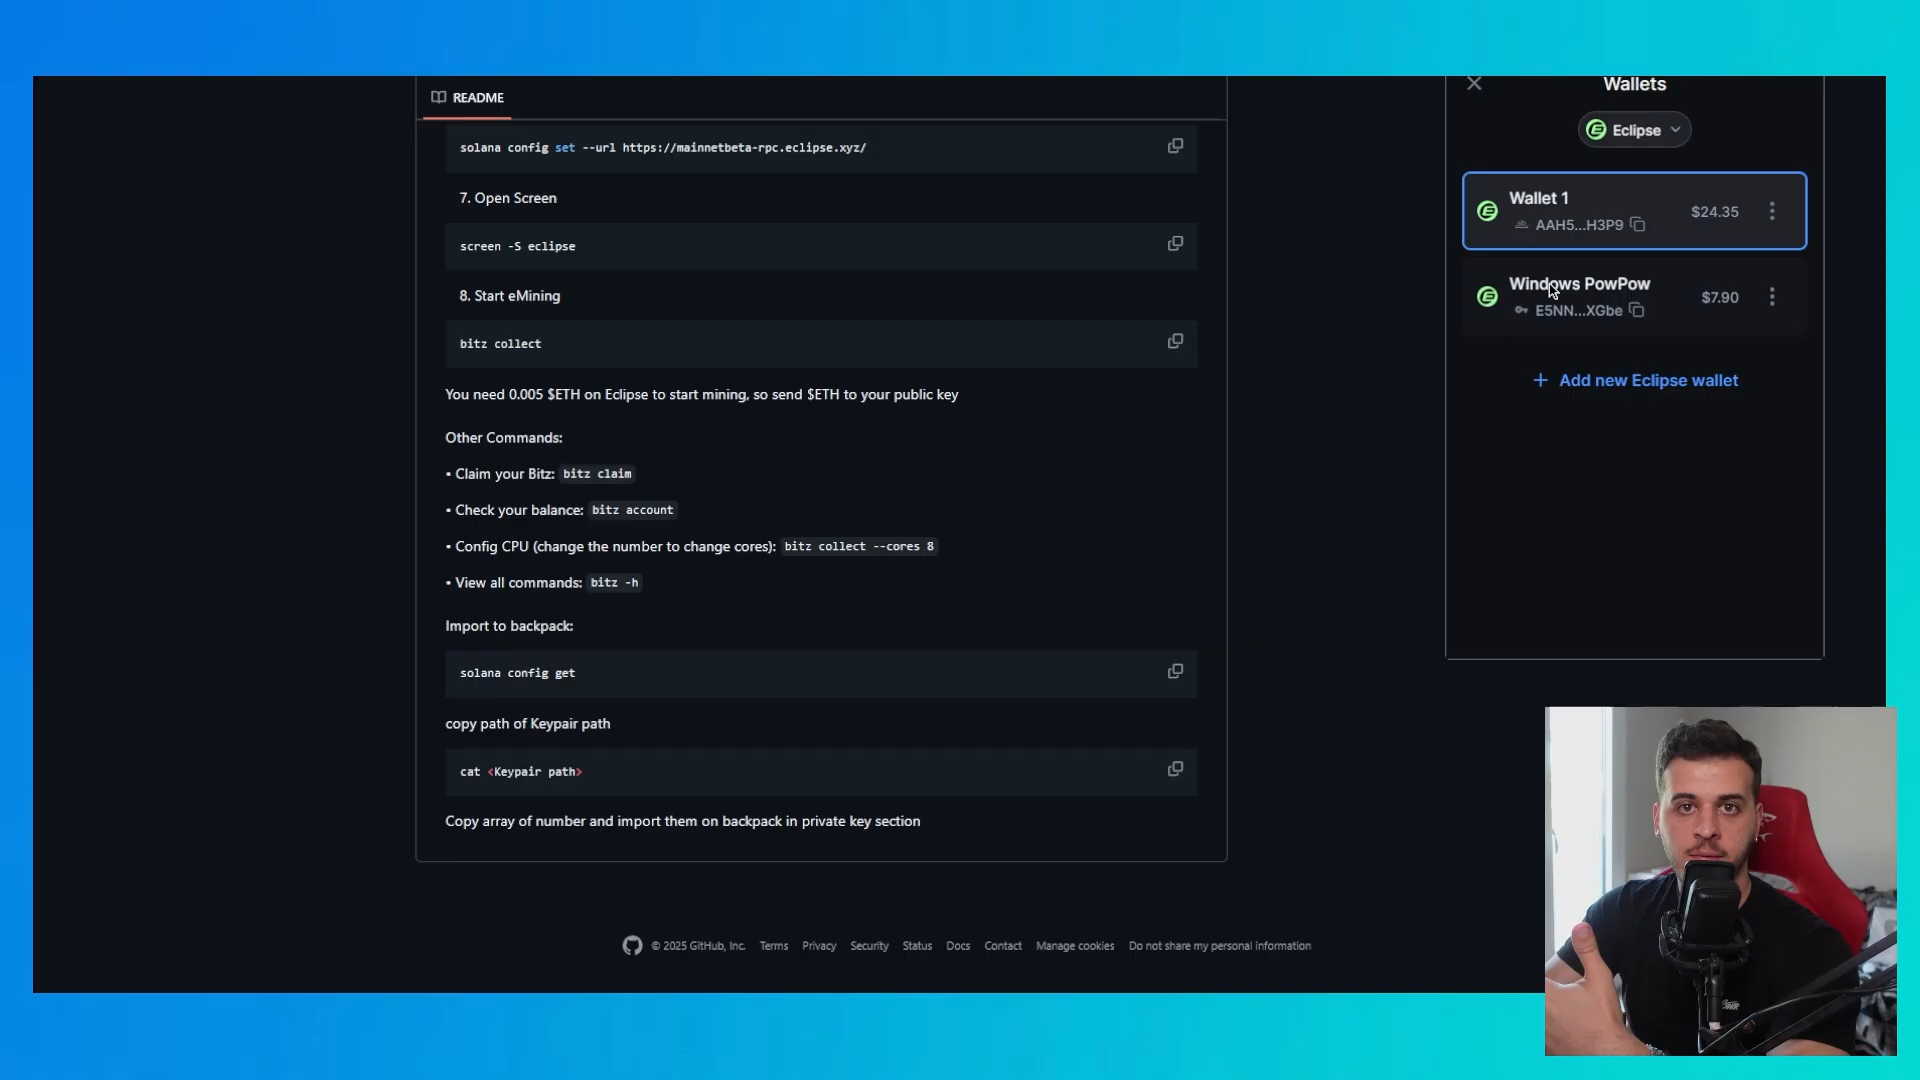 README
solana config set --url https://mainnetbeta-rpc.eclipse.xyz/
7. Open Screen
screen -S eclipse
8. Start eMining
bitz collect
You need 0.005 $ETH on Eclipse to start mining, so send $ETH to your public key
Other Commands:
• Claim your Bitz: bitz claim
• Check your balance: bitz account
• Config CPU (change the number to change cores): bitz collect --cores 8
• View all commands: bitz -h
Import to backpack:
solana config get
copy path of Keypair path
cat <Keypair path>
Copy array of number and import them on backpack in private key section
© 2025 GitHub, Inc. Terms Privacy Security Status Docs Contact Manage cookies Do not share my personal information
Wallets
Eclipse
Wallet 1
AAH5...H3P9
$24.35
Windows PowPow
E5NN...XGbe
$7.90
+ Add new Eclipse wallet